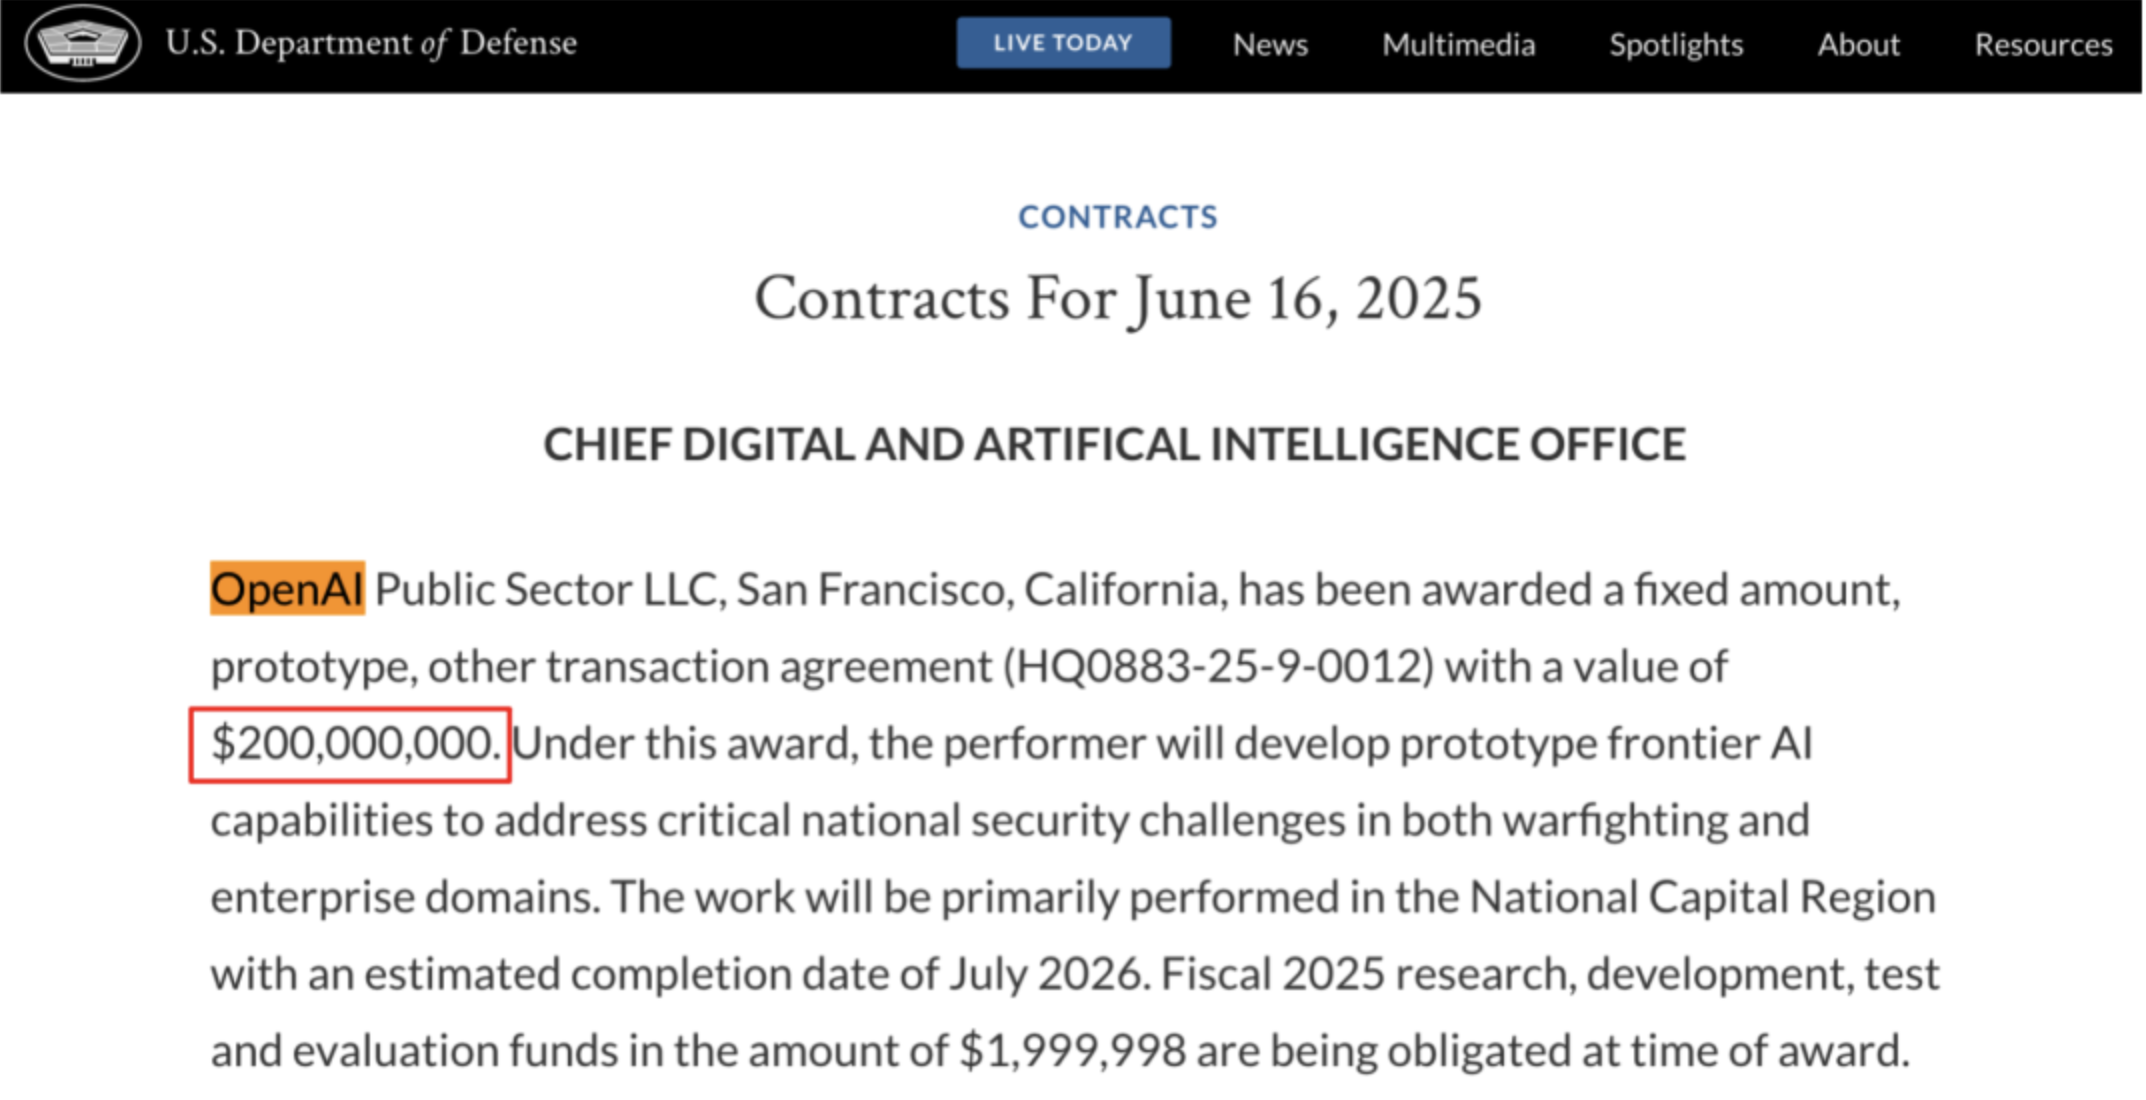 U.S. Department of Defense
LIVE TODAY
News
Multimedia
Spotlights
About
Resources
CONTRACTS
Contracts For June 16, 2025
CHIEF DIGITAL AND ARTIFICAL INTELLIGENCE OFFICE
OpenAI Public Sector LLC, San Francisco, California, has been awarded a fixed amount,
prototype, other transaction agreement (HQ0883-25-9-0012) with a value of
$200,000,000. Under this award, the performer will develop prototype frontier AI
capabilities to address critical national security challenges in both warfighting and
enterprise domains. The work will be primarily performed in the National Capital Region
with an estimated completion date of July 2026. Fiscal 2025 research, development, test
and evaluation funds in the amount of $1,999,998 are being obligated at time of award.